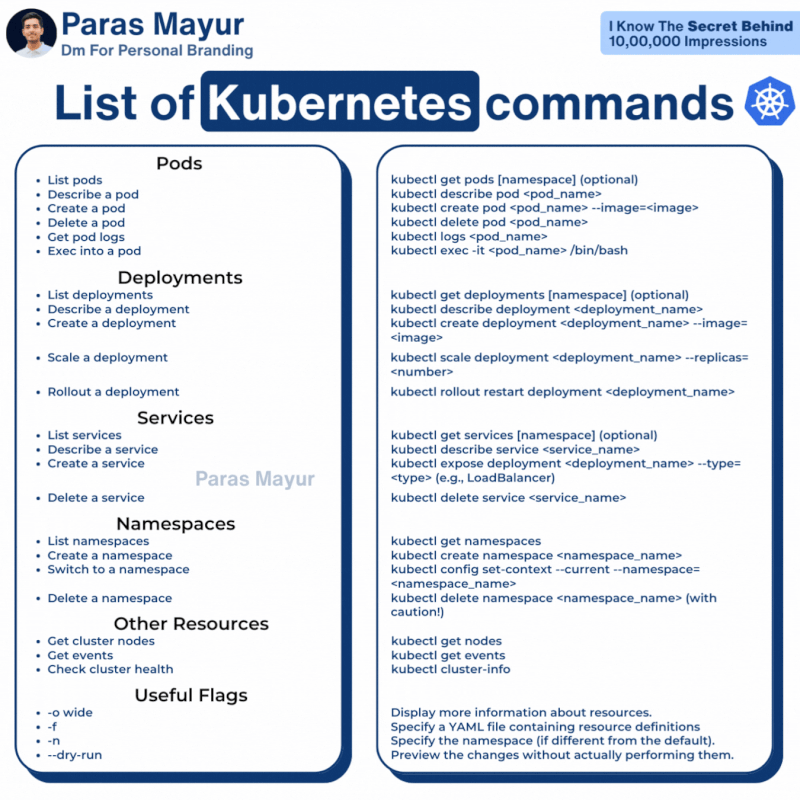 Paras Mayur
Dm For Personal Branding
I Know The Secret Behind
10,00,000 Impressions
List of Kubernetes commands
Pods
• List pods
• Describe a pod
• Create a pod
• Delete a pod
• Get pod logs
• Exec into a pod
Deployments
• List deployments
• Describe a deployment
• Create a deployment
• Scale a deployment
• Rollout a deployment
Services
• List services
• Describe a service
• Create a service
Paras Mayur
• Delete a service
Namespaces
• List namespaces
• Create a namespace
• Switch to a namespace
• Delete a namespace
Other Resources
• Get cluster nodes
• Get events
• Check cluster health
Useful Flags
• -o wide
• -f
• -n
• --dry-run
kubectl get pods [namespace] (optional)
kubectl describe pod <pod_name>
kubectl create pod <pod_name> --image=<image>
kubectl delete pod <pod_name>
kubectl logs <pod_name>
kubectl exec -it <pod_name> /bin/bash
kubectl get deployments [namespace] (optional)
kubectl describe deployment <deployment_name>
kubectl create deployment <deployment_name> --image=
<image>
kubectl scale deployment <deployment_name> --replicas=
<number>
kubectl rollout restart deployment <deployment_name>
kubectl get services [namespace] (optional)
kubectl describe service <service_name>
kubectl expose deployment <deployment_name> --type=
<type> (e.g., LoadBalancer)
kubectl delete service <service_name>
kubectl get namespaces
kubectl create namespace <namespace_name>
kubectl config set-context --current --namespace=
<namespace_name>
kubectl delete namespace <namespace_name> (with
caution!)
kubectl get nodes
kubectl get events
kubectl cluster-info
Display more information about resources.
Specify a YAML file containing resource definitions
Specify the namespace (if different from the default).
Preview the changes without actually performing them.